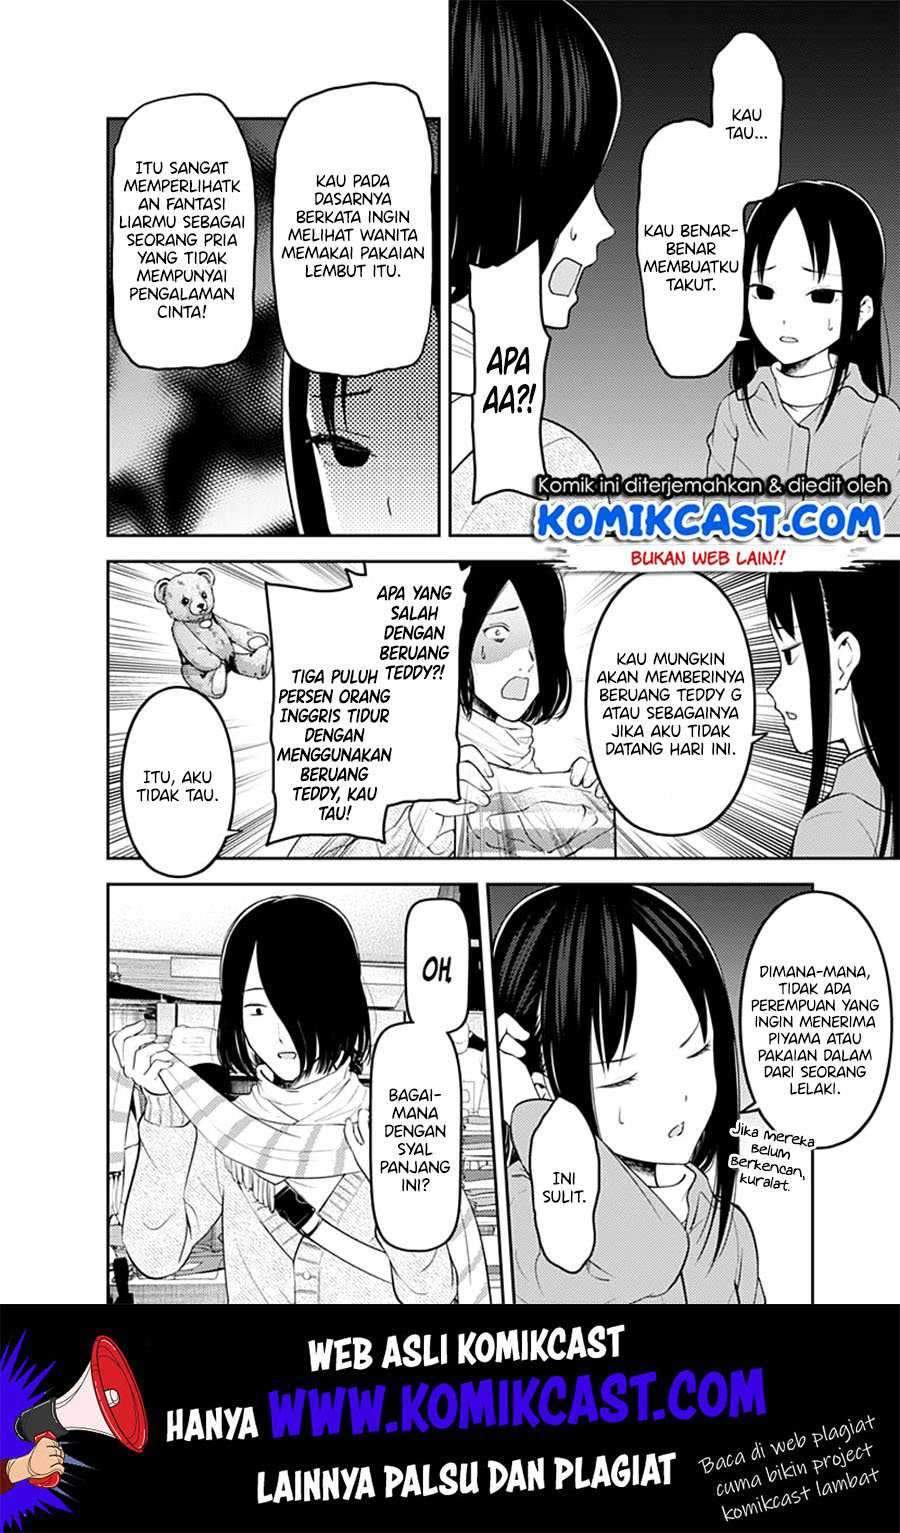 KAU
TAU...
KAU BENAR-
BENAR
MEMBUATKU
TAKUT.
APA
AA?!
KAU PADA
DASARNYA
BERKATA INGIN
MELIHAT WANITA
MEMAKAI PAKAIAN
LEMBUT ITU.
ITU SANGAT
MEMPERLIHATK
AN FANTASI
LIARMU SEBAGAI
SEORANG PRIA
YANG TIDAK
MEMPUNYAI
PENGALAMAN
CINTA!
Komik ini diterjemahkan & diedit oleh
KOMIKCAST.COM
BUKAN WEB LAIN!!
KAU MUNGKIN
AKAN MEMBERINYA
BERUANG TEDDY G
ATAU SEBAGAINYA
JIKA AKU TIDAK
DATANG HARI INI.
APA YANG
SALAH
DENGAN
BERUANG
TEDDY?!
TIGA PULUH
PERSEN ORANG
INGGRIS TIDUR
DENGAN
MENGGUNAKAN
BERUANG
TEDDY, KAU
TAU!
ITU, AKU
TIDAK TAU.
DIMANA-MANA,
TIDAK ADA
PEREMPUAN YANG
INGIN MENERIMA
PIYAMA ATAU
PAKAIAN DALAM
DARI SEORANG
LELAKI.
Jika mereka
belum
berkencan,
kuralat.
INI
SULIT.
OH,
BAGAI-
MANA
DENGAN
SYAL
PANJANG
INI?
WEB ASLI KOMIKCAST
HANYA WWW.KOMIKCAST.COM
LAINNYA PALSU DAN PLAGIAT
Baca di web plagiat
cuma bikin project
komikcast lambat